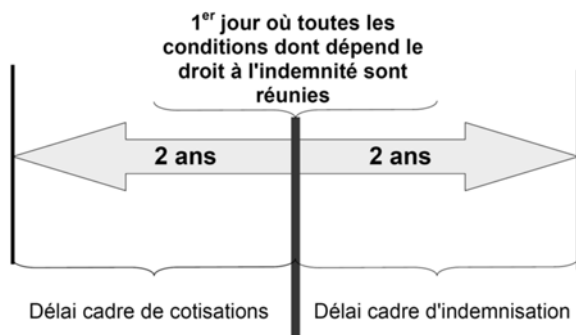 1er jour où toutes les
conditions dont dépend le
droit à l'indemnité sont
réunies
2 ans
2 ans
Délai cadre de cotisations
Délai cadre d'indemnisation